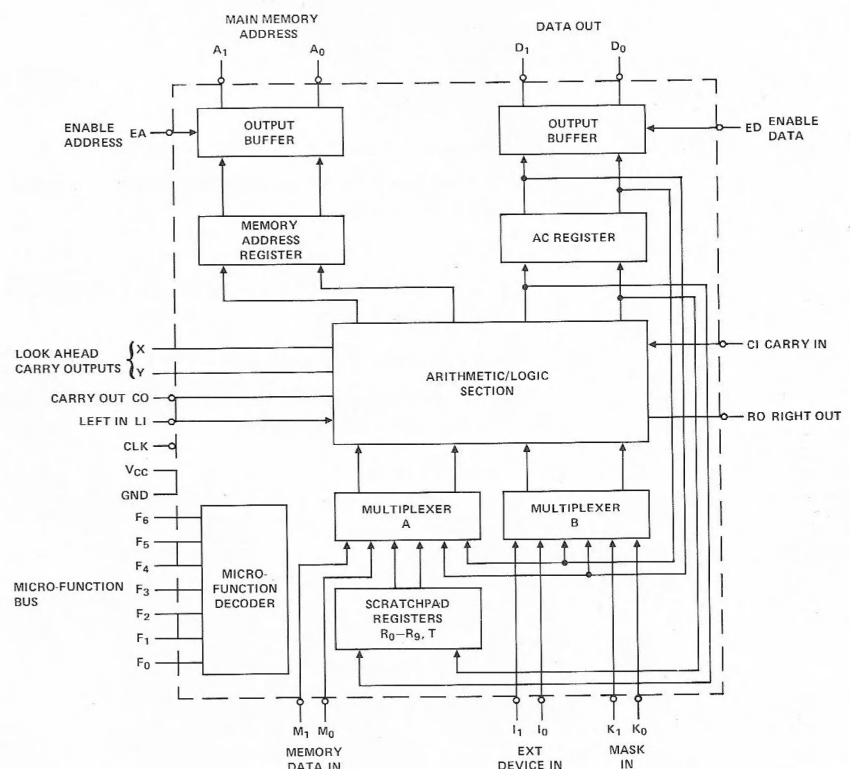 MAIN MEMORY
ADDRESS
DATA OUT
A1 A0 D1 D0
ENABLE
ADDRESS EA
OUTPUT
BUFFER
OUTPUT
BUFFER
ED ENABLE
DATA
MEMORY
ADDRESS
REGISTER
AC REGISTER
LOOK AHEAD
CARRY OUTPUTS
X
Y
ARITHMETIC/LOGIC
SECTION
CI CARRY IN
CARRY OUT CO
LEFT IN LI
RO RIGHT OUT
CLK
VCC
GND
MULTIPLEXER
A
MULTIPLEXER
B
MICRO-FUNCTION
BUS
F6
F5
F4
F3
F2
F1
F0
MICRO-
FUNCTION
DECODER
SCRATCHPAD
REGISTERS
R0–R9, T
M1 M0 I1 I0 K1 K0
MEMORY
DATA IN
EXT
DEVICE IN
MASK
IN